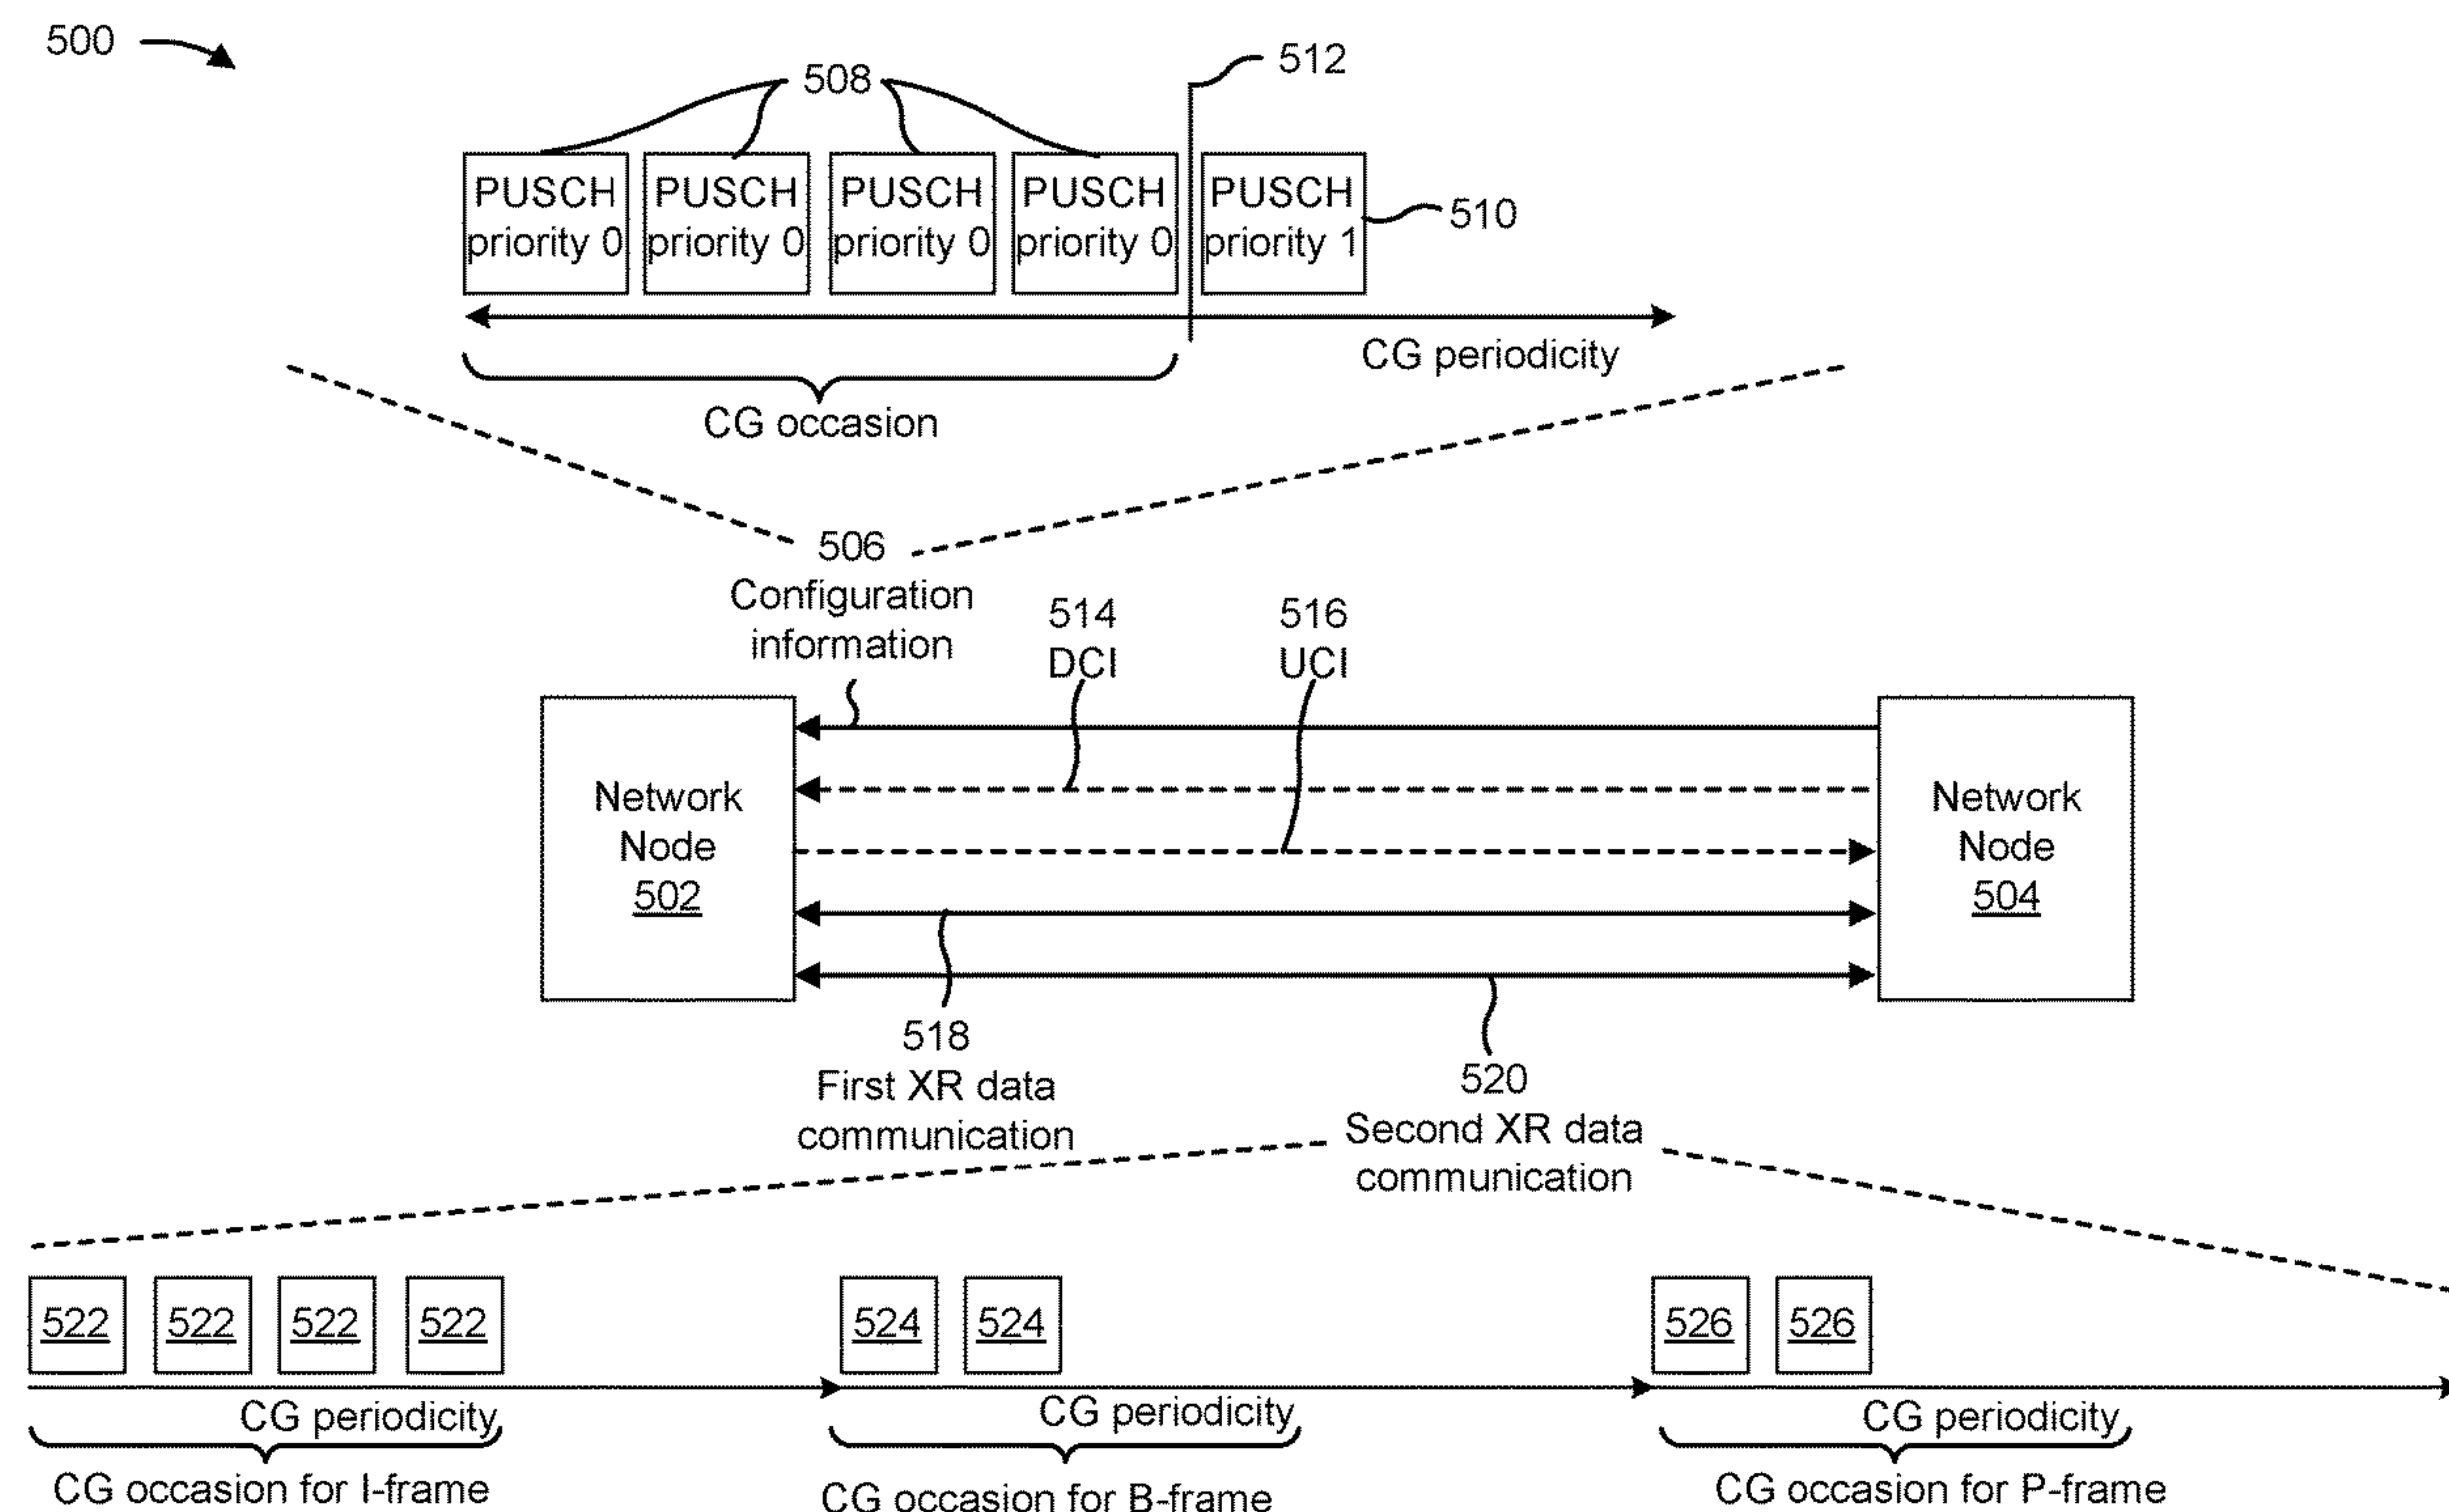 500
508
512
PUSCH priority 0
PUSCH priority 0
PUSCH priority 0
PUSCH priority 0
PUSCH priority 1
510
CG periodicity
CG occasion
506
Configuration
information
514
DCI
516
UCI
Network
Node
502
Network
Node
504
518
First XR data
communication
520
Second XR data
communication
522 522 522 522
524 524
526 526
CG periodicity
CG periodicity
CG periodicity
CG occasion for I-frame
CG occasion for B-frame
CG occasion for P-frame